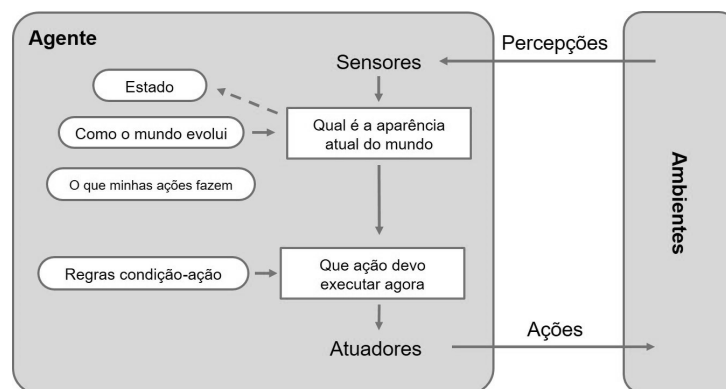 Agente
Percepções
Sensores
Estado
Como o mundo evolui
Qual é a aparência
atual do mundo
O que minhas ações fazem
Ambientes
Regras condição-ação
Que ação devo
executar agora
Ações
Atuadores